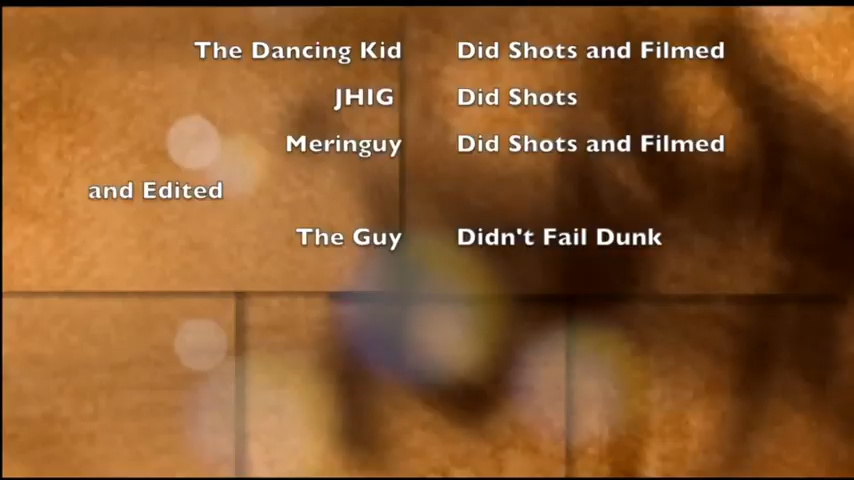 The Dancing Kid Did Shots and Filmed
JHIG Did Shots
Meringuy Did Shots and Filmed
and Edited
The Guy Didn't Fail Dunk